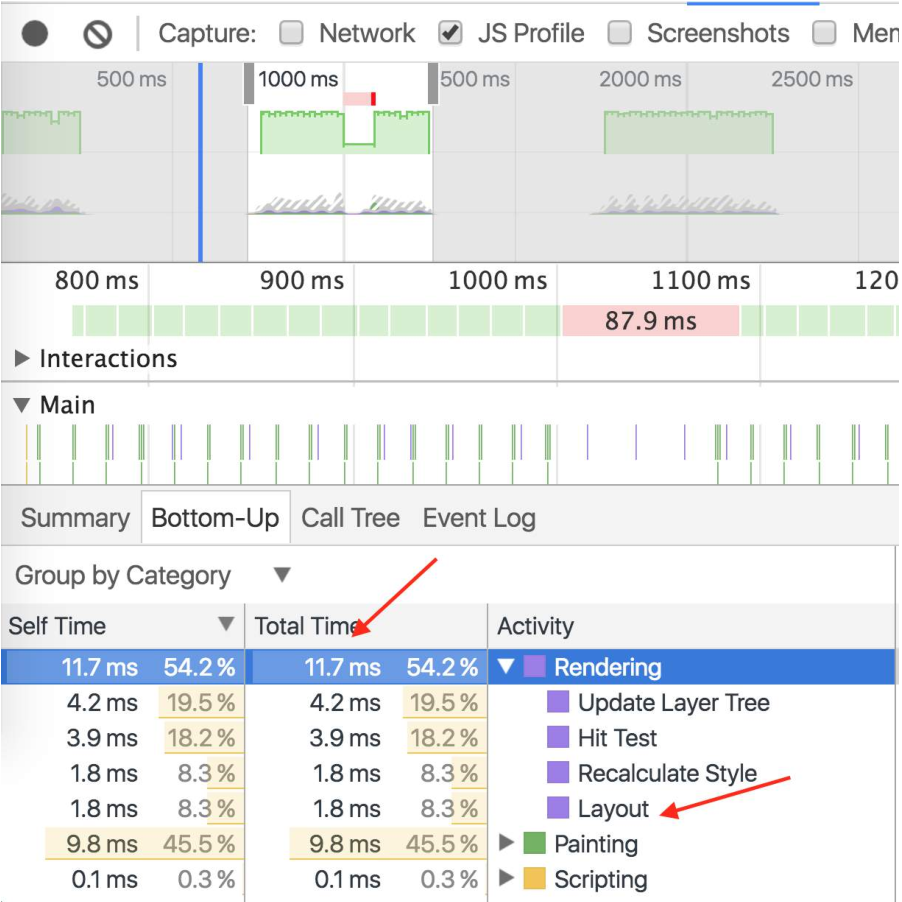 Capture: Network JS Profile Screenshots Mem
500 ms 1000 ms 500 ms 2000 ms 2500 ms
800 ms 900 ms 1000 ms 1100 ms 120
87.9 ms
Interactions
Main
Summary Bottom-Up Call Tree Event Log
Group by Category
Self Time Total Time Activity
11.7 ms 54.2 % 11.7 ms 54.2 % Rendering
4.2 ms 19.5 % 4.2 ms 19.5 % Update Layer Tree
3.9 ms 18.2 % 3.9 ms 18.2 % Hit Test
1.8 ms 8.3 % 1.8 ms 8.3 % Recalculate Style
1.8 ms 8.3 % 1.8 ms 8.3 % Layout
9.8 ms 45.5 % 9.8 ms 45.5 % Painting
0.1 ms 0.3 % 0.1 ms 0.3 % Scripting